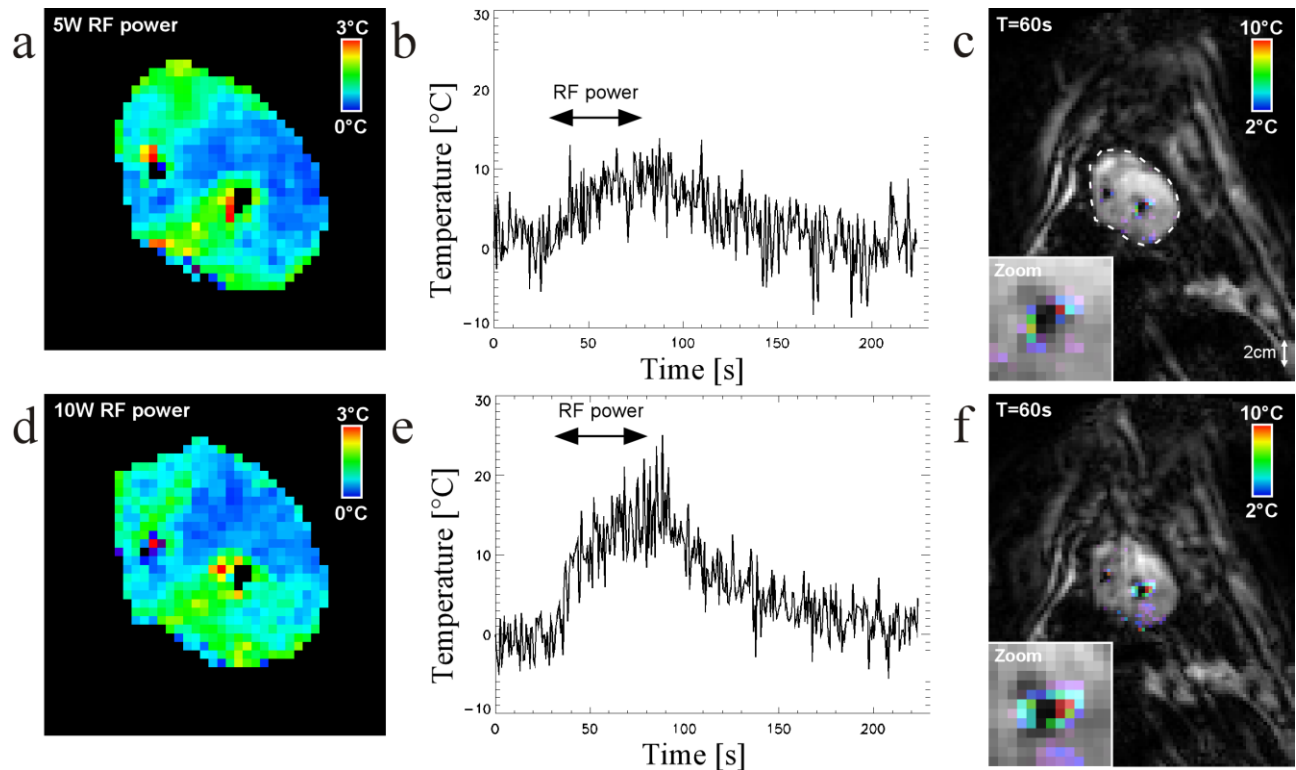 a
5W RF power
3°C
0°C
b
30
20
10
0
-10
Temperature [°C]
RF power
0
50
100
150
200
Time [s]
c
T=60s
10°C
2°C
Zoom
2cm
d
10W RF power
3°C
0°C
e
30
20
10
0
-10
Temperature [°C]
RF power
0
50
100
150
200
Time [s]
f
T=60s
10°C
2°C
Zoom